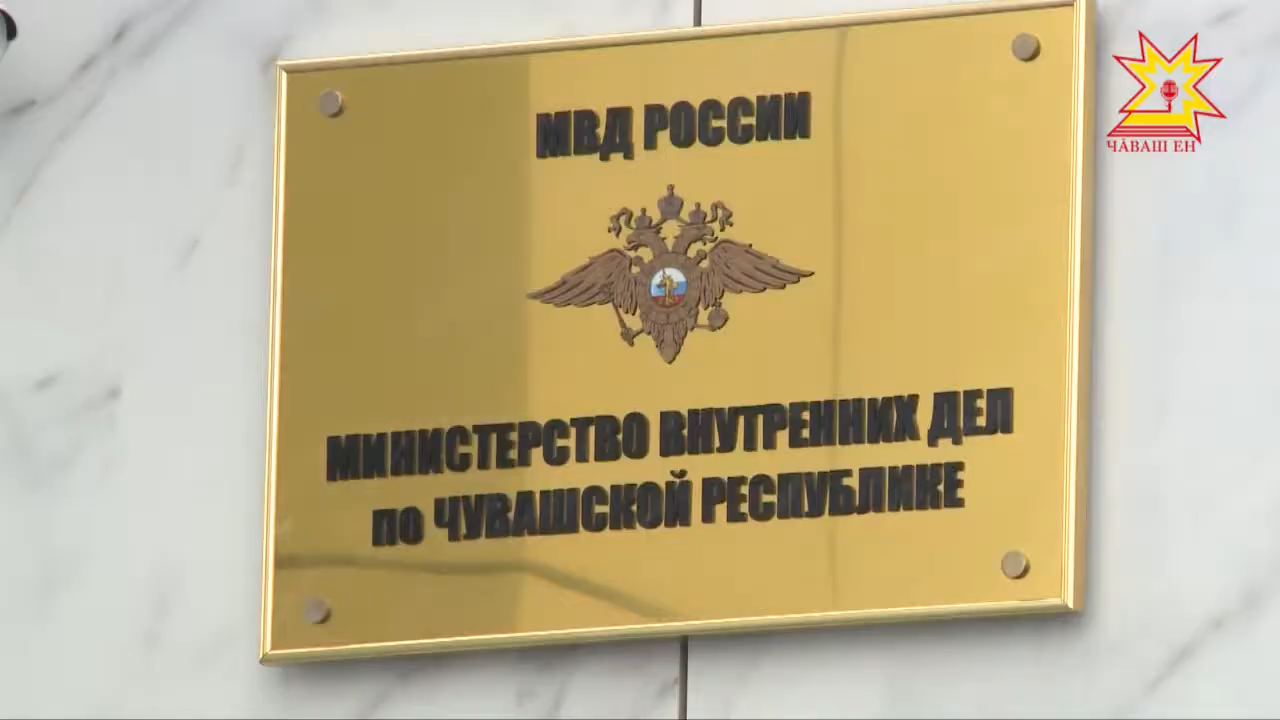 МВД РОССИИ
МИНИСТЕРСТВО ВНУТРЕННИХ ДЕЛ
по ЧУВАШСКОЙ РЕСПУБЛИКЕ
ЧӐВАШ ЕН